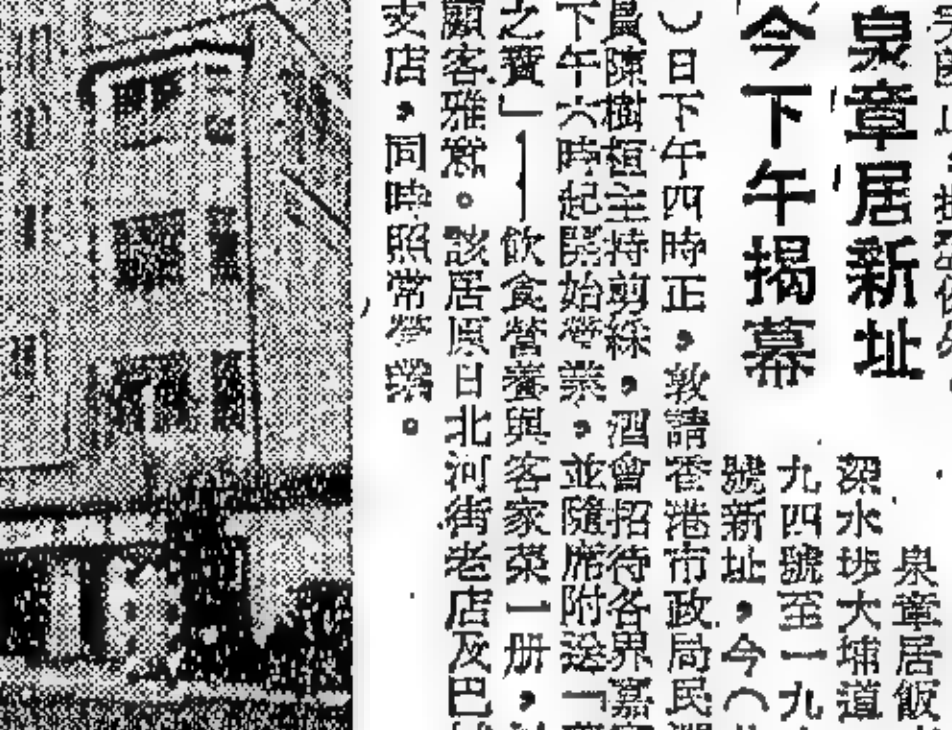 泉章居新址
今下午揭幕
泉章居飯
深水埗大埔道
九四號至一九
號新址，今（
）日下午四時正，敦請香港市政局民
員陳樹桓主持剪綵，酒會招待各界嘉
下午六時起開始營業，並隨席附送「
之寶」——飲食營養與客家菜一册，
顧客雅鑒。該居原日北河街老店及巴
支店，同時照常營業。